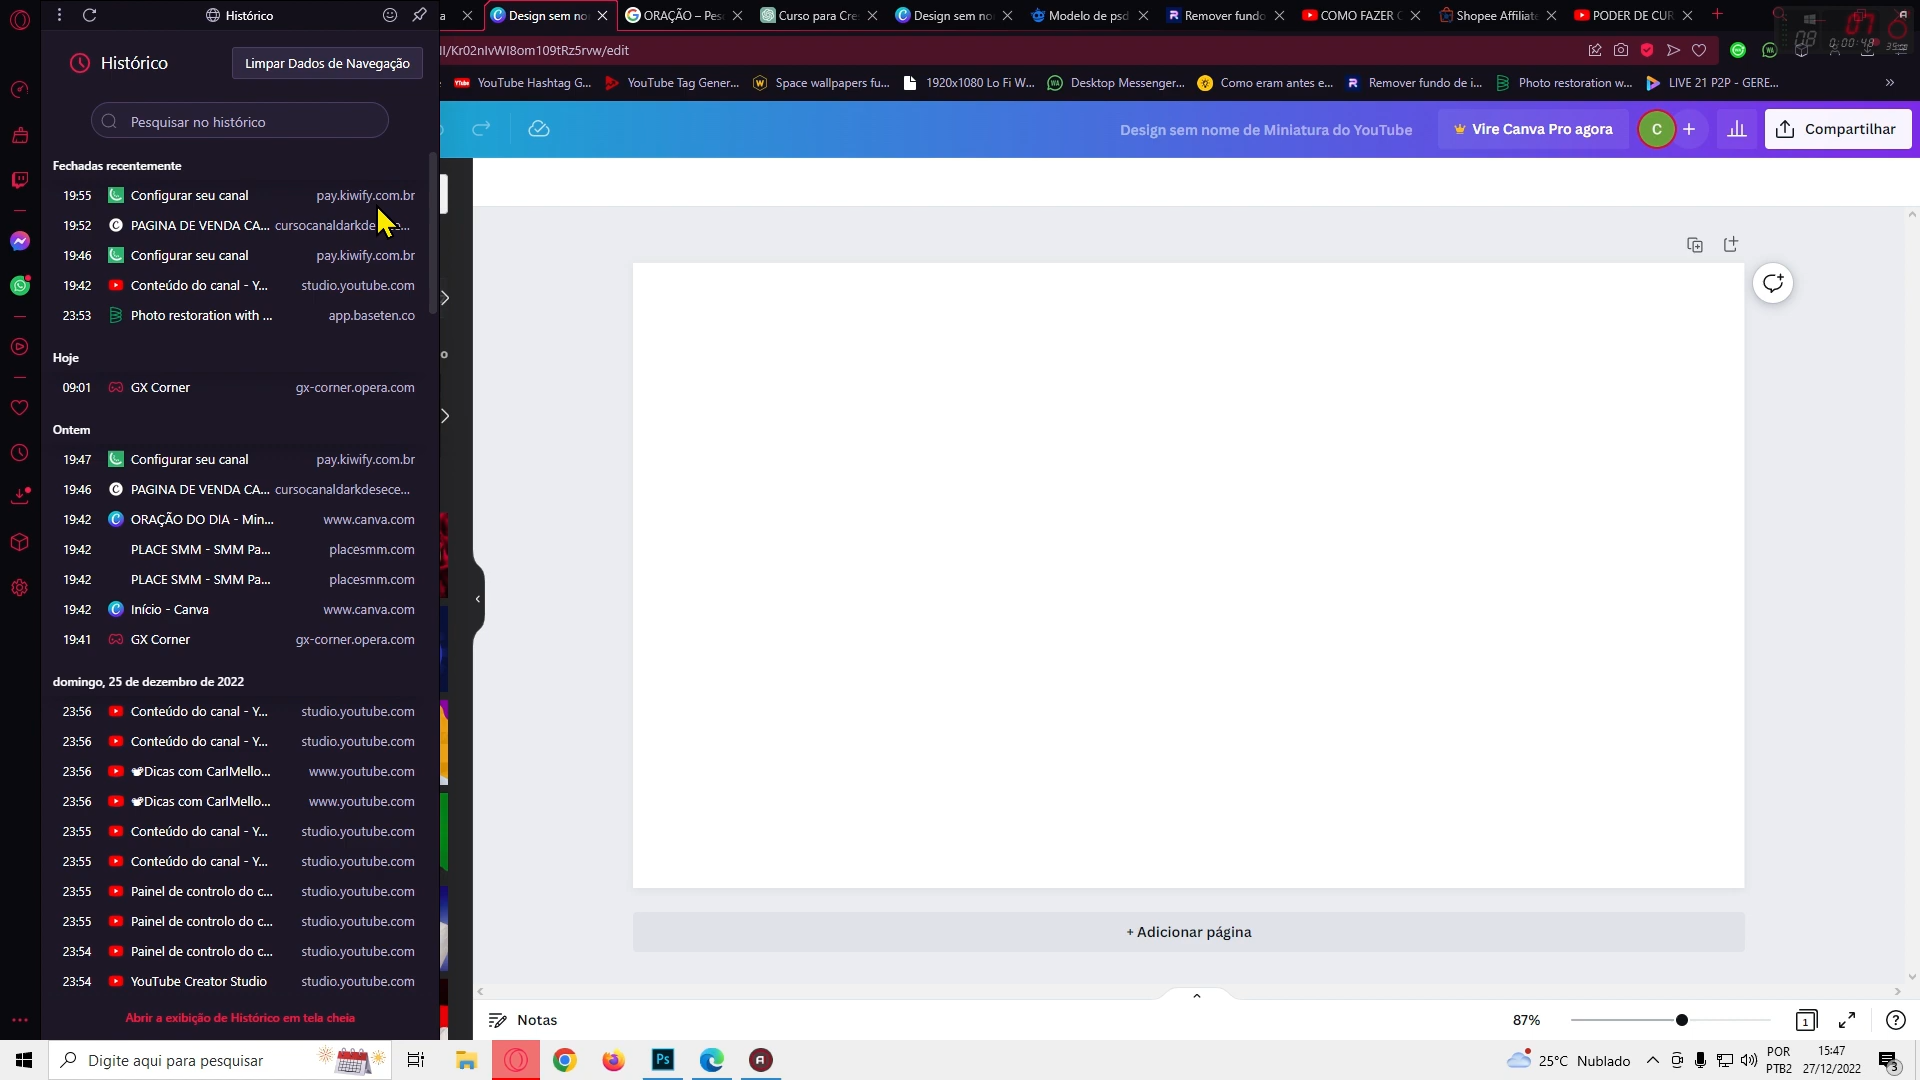 Histórico
Design sem no
ORAÇÃO – Pes
Curso para Cre
Design sem no
Modelo de psd
Remover fundo
COMO FAZER C
Shopee Affiliate
PODER DE CUR
Histórico
Limpar Dados de Navegação
Pesquisar no histórico
/Kr02nIvWI8om109tRz5rvw/edit
YouTube Hashtag G...
YouTube Tag Gener...
Space wallpapers fu...
1920x1080 Lo Fi W...
Desktop Messenger...
Como eram antes e...
Remover fundo de i...
Photo restoration w...
LIVE 21 P2P - GERE...
Design sem nome de Miniatura do YouTube
Vire Canva Pro agora
C
Compartilhar
Fechadas recentemente
19:55 Configurar seu canal pay.kiwify.com.br
19:52 PAGINA DE VENDA CA... cursocanaldarkde
19:46 Configurar seu canal pay.kiwify.com.br
19:42 Conteúdo do canal - Y... studio.youtube.com
23:53 Photo restoration with ... app.baseten.co
Hoje
09:01 GX Corner gx-corner.opera.com
Ontem
19:47 Configurar seu canal pay.kiwify.com.br
19:46 PAGINA DE VENDA CA... cursocanaldarkdesece...
19:42 ORAÇÃO DO DIA - Min... www.canva.com
19:42 PLACE SMM - SMM Pa... placesmm.com
19:42 PLACE SMM - SMM Pa... placesmm.com
19:42 Início - Canva www.canva.com
19:41 GX Corner gx-corner.opera.com
domingo, 25 de dezembro de 2022
23:56 Conteúdo do canal - Y... studio.youtube.com
23:56 Conteúdo do canal - Y... studio.youtube.com
23:56 Dicas com CarlMello... www.youtube.com
23:56 Dicas com CarlMello... www.youtube.com
23:55 Conteúdo do canal - Y... studio.youtube.com
23:55 Conteúdo do canal - Y... studio.youtube.com
23:55 Painel de controlo do c... studio.youtube.com
23:55 Painel de controlo do c... studio.youtube.com
23:54 Painel de controlo do c... studio.youtube.com
23:54 YouTube Creator Studio studio.youtube.com
Abrir a exibição de Histórico em tela cheia
+ Adicionar página
Notas
87%
1
Digite aqui para pesquisar
Ps
25°C Nublado
POR
PTB2
15:47
27/12/2022
3